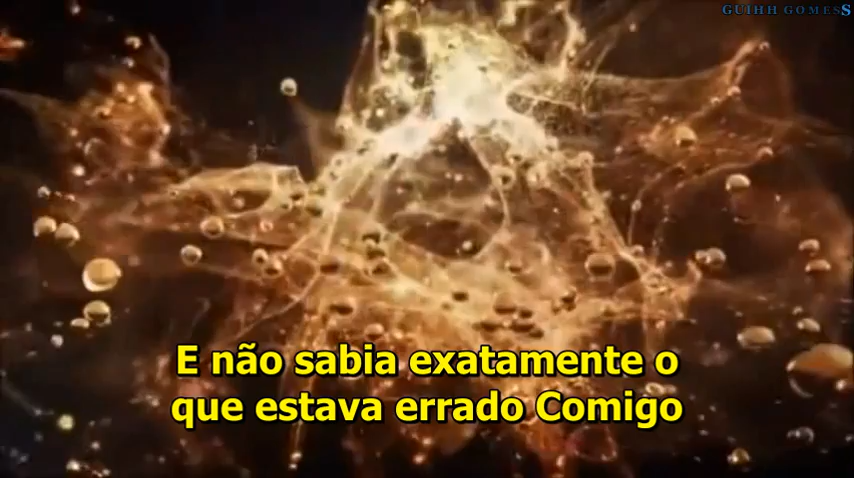 GUIHH GOMESS
E não sabia exatamente o
que estava errado Comigo